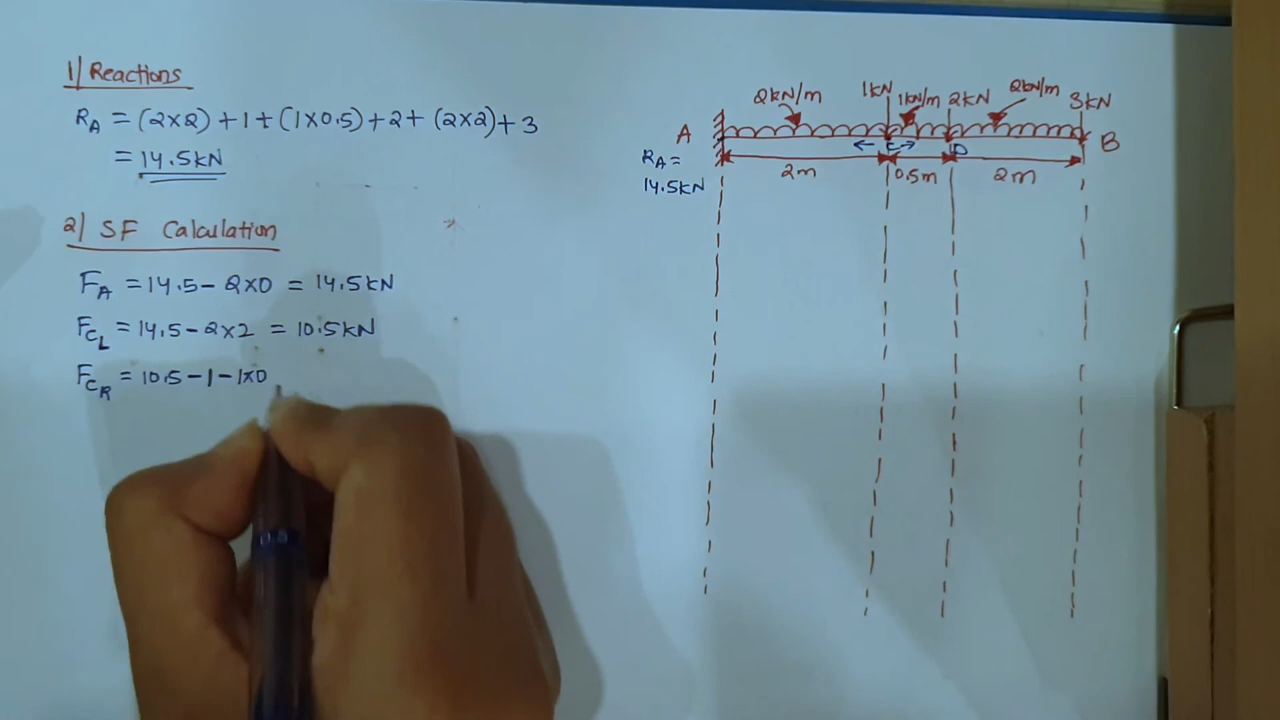 1) Reactions
RA = (2×2) +1+ (1×0.5)+2+ (2×2)+3
= 14.5kN
2) SF Calculation
FA = 14.5 - 2×0 = 14.5kN
FCL = 14.5 - 2×2 = 10.5kN
FCR = 10.5 - 1 - 1×0
2kN/m 1kN 1kN/m 2kN 2kN/m 3kN
A B
C D
RA =
14.5kN
2m 0.5m 2m